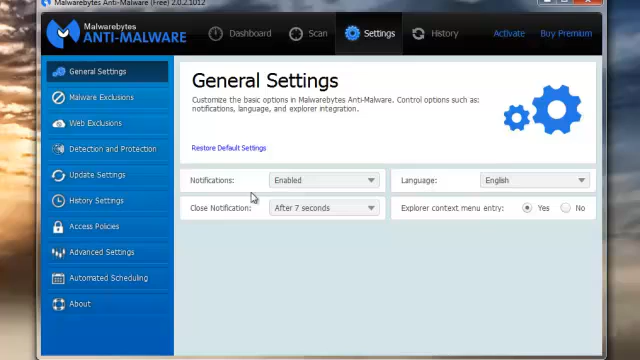 Malwarebytes Anti-Malware (Free) 2.0.2.1012
Malwarebytes
ANTI-MALWARE
Dashboard
Scan
Settings
History
Activate
Buy Premium
General Settings
Malware Exclusions
Web Exclusions
Detection and Protection
Update Settings
History Settings
Access Policies
Advanced Settings
Automated Scheduling
About
General Settings
Customize the basic options in Malwarebytes Anti-Malware. Control options such as:
notifications, language, and explorer integration.
Restore Default Settings
Notifications: Enabled
Language: English
Close Notification: After 7 seconds
Explorer context menu entry: Yes No